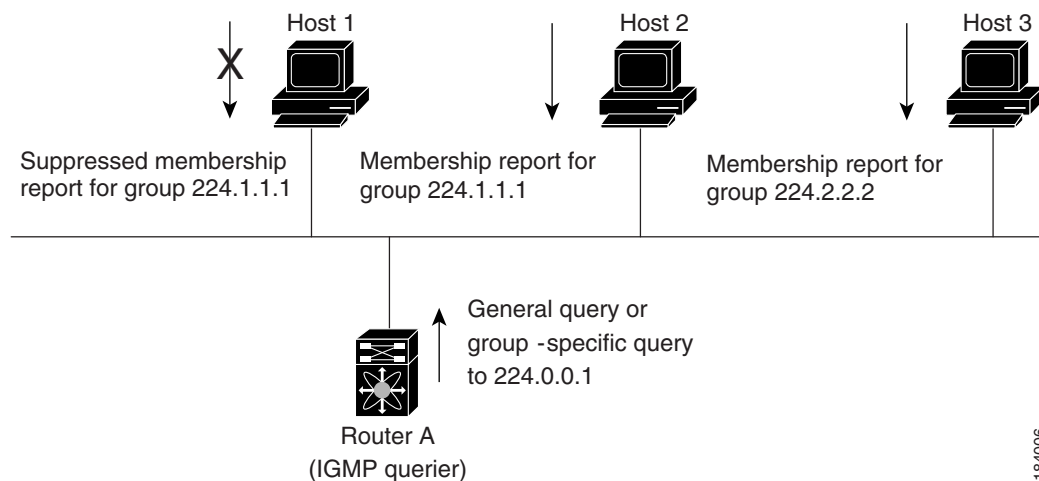 Host 1
Host 2
Host 3
X
Suppressed membership
report for group 224.1.1.1
Membership report for
group 224.1.1.1
Membership report for
group 224.2.2.2
General query or
group -specific query
to 224.0.0.1
Router A
(IGMP querier)
184006